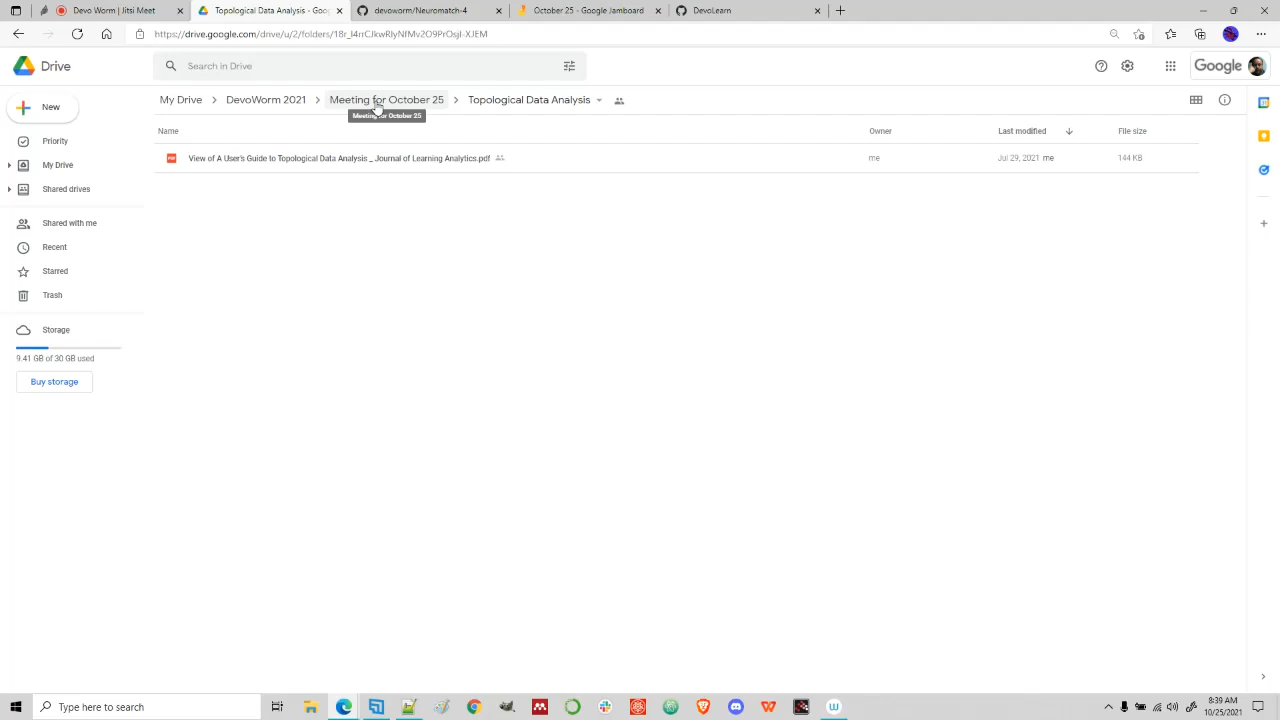 DevoWorm | Jitsi Meet
Topological Data Analysis - Goo
devoworm/Neuromatch-4
October 25 - Google Jamboard
DevoLearn
https://drive.google.com/drive/u/2/folders/18r_l4rrCJkwRIyNfMv2O9PrOsjI-XJEM
Drive
Search in Drive
Google
New
My Drive
DevoWorm 2021
Meeting for October 25
Topological Data Analysis
Meeting for October 25
Name
Owner
Last modified
File size
PDF
View of A User's Guide to Topological Data Analysis _ Journal of Learning Analytics.pdf
me
Jul 29, 2021 me
144 KB
Priority
My Drive
Shared drives
Shared with me
Recent
Starred
Trash
Storage
9.41 GB of 30 GB used
Buy storage
Type here to search
8:39 AM
10/25/2021